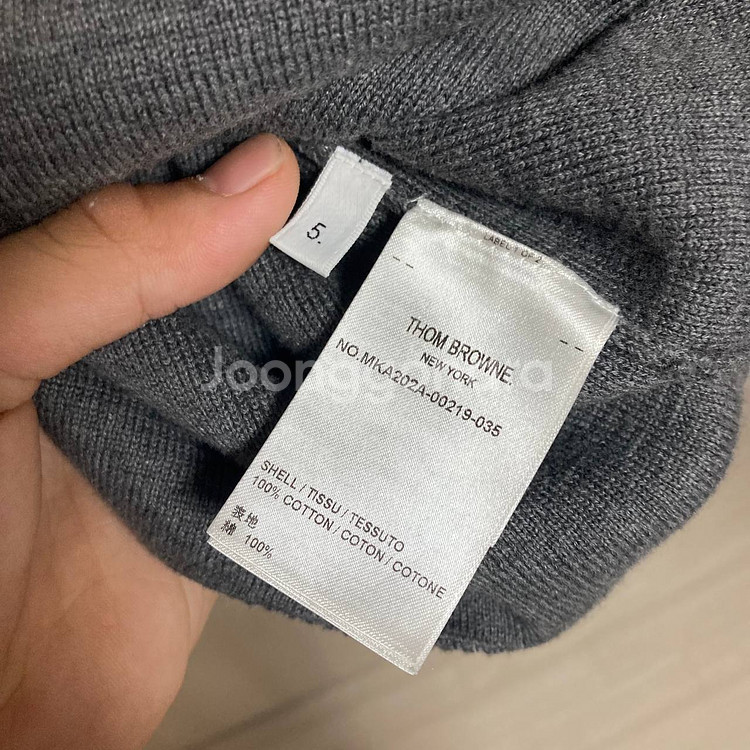 5.
LABEL 1 OF 2
THOM BROWNE.
NEW YORK
NO.MKA202A-00219-035
SHELL / TISSU / TESSUTO
100% COTTON / COTON / COTONE
表地
綿 100%